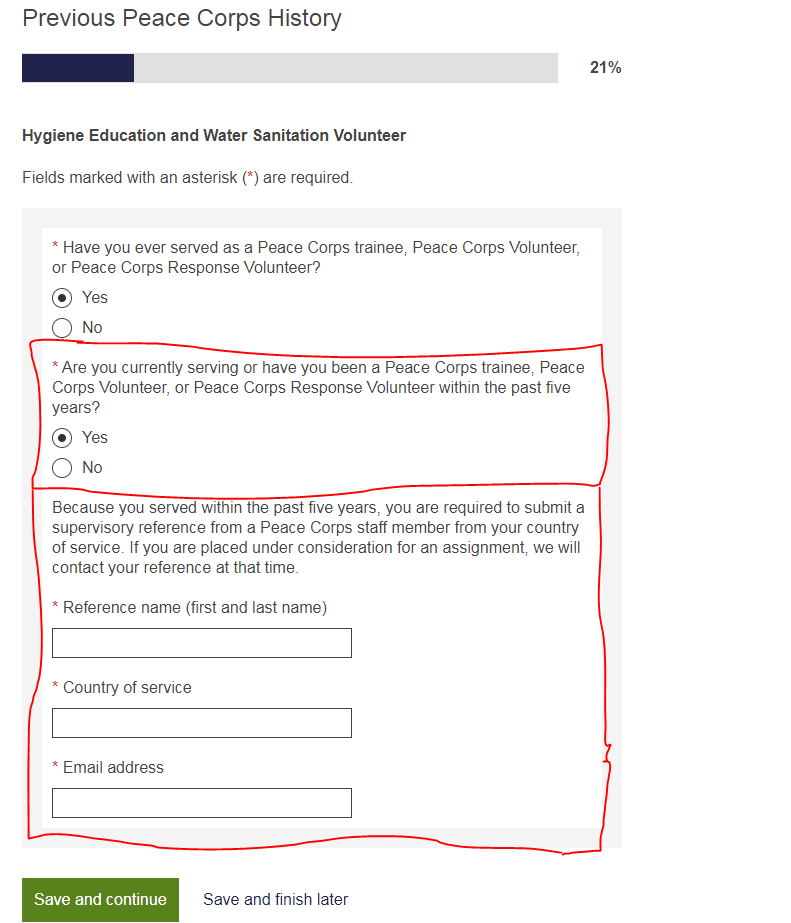 Previous Peace Corps History
21%
Hygiene Education and Water Sanitation Volunteer
Fields marked with an asterisk (*) are required.
* Have you ever served as a Peace Corps trainee, Peace Corps Volunteer,
or Peace Corps Response Volunteer?
Yes
No
* Are you currently serving or have you been a Peace Corps trainee, Peace
Corps Volunteer, or Peace Corps Response Volunteer within the past five
years?
Yes
No
Because you served within the past five years, you are required to submit a
supervisory reference from a Peace Corps staff member from your country
of service. If you are placed under consideration for an assignment, we will
contact your reference at that time.
* Reference name (first and last name)
* Country of service
* Email address
Save and continue Save and finish later